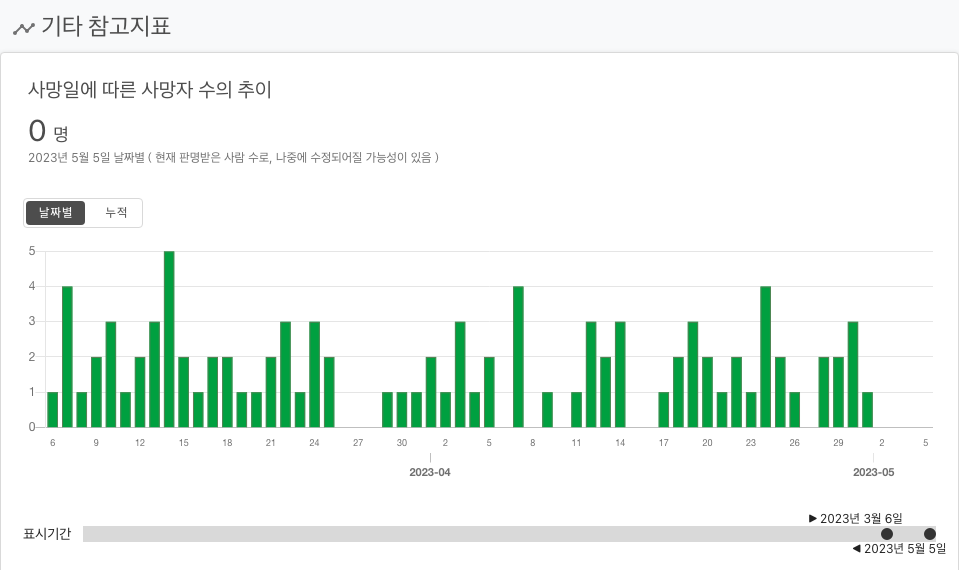 기타 참고지표
사망일에 따른 사망자 수의 추이
0 명
2023년 5월 5일 날짜별 ( 현재 판명받은 사람 수로, 나중에 수정되어질 가능성이 있음 )
날짜별 누적
5
4
3
2
1
0
6 9 12 15 18 21 24 27 30 2 5 8 11 14 17 20 23 26 29 2 5
2023-04 2023-05
▶ 2023년 3월 6일
표시기간
◀ 2023년 5월 5일